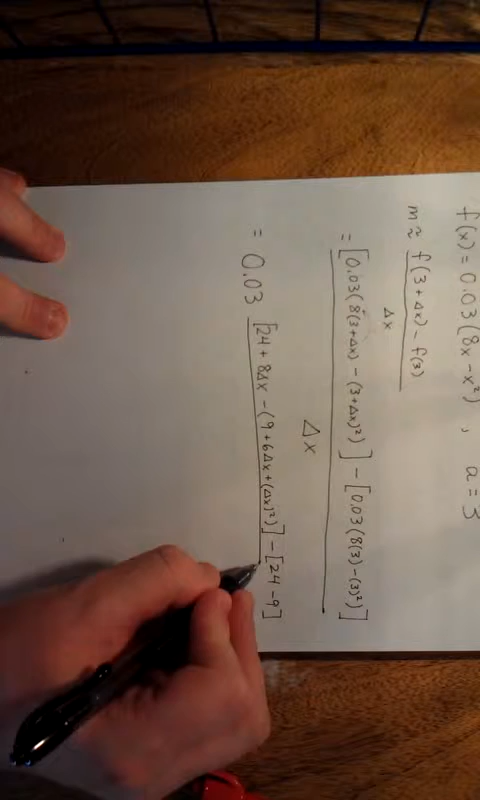 f(x) = 0.03(8x - x²), a = 3
m ≈ f(3 + Δx) - f(3)
Δx
= [0.03(8(3+Δx) - (3+Δx)²)] - [0.03(8(3) - (3)²)]
Δx
= 0.03 [24 + 8Δx - (9 + 6Δx + (Δx)²)] - [24 - 9]